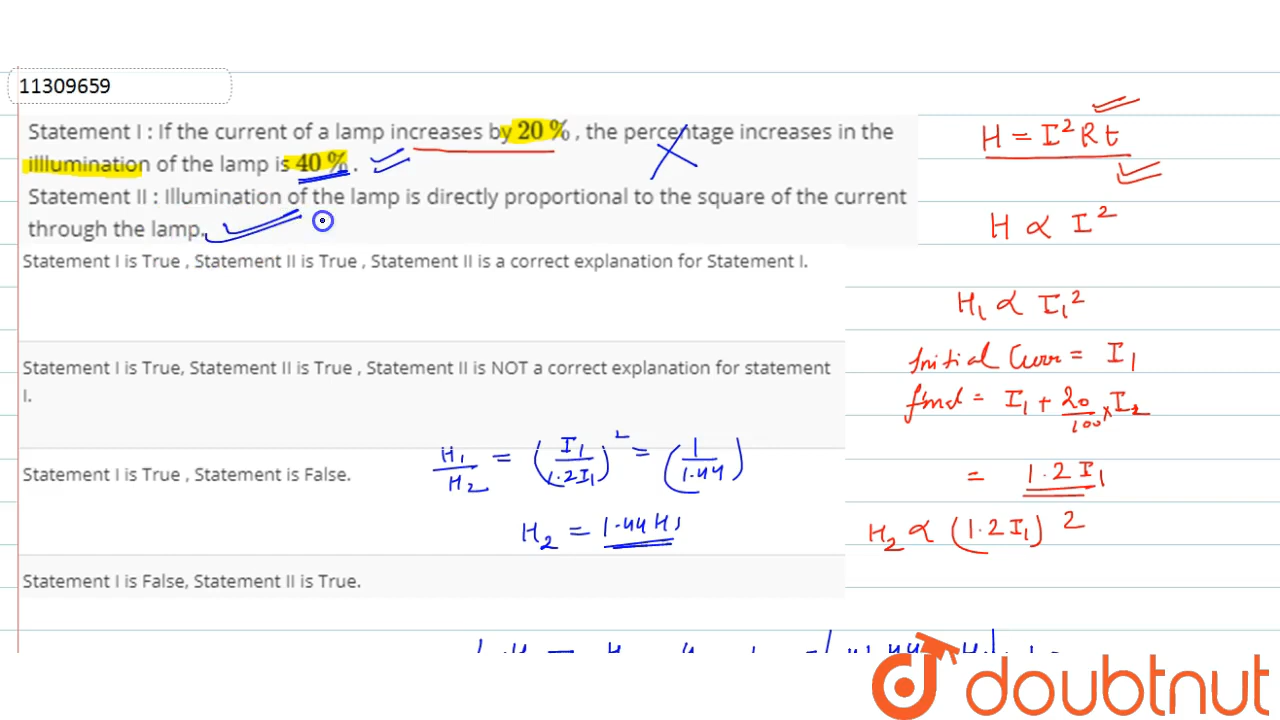 11309659
Statement I : If the current of a lamp increases by 20 % , the percentage increases in the
illlumination of the lamp is 40 % .
Statement II : Illumination of the lamp is directly proportional to the square of the current
through the lamp.
Statement I is True , Statement II is True , Statement II is a correct explanation for Statement I.
Statement I is True, Statement II is True , Statement II is NOT a correct explanation for statement
I.
Statement I is True , Statement is False.
Statement I is False, Statement II is True.
H = I² R t
H ∝ I²
H₁ ∝ I₁²
Initial Curr = I₁
final = I₁ + 20/100 × I₂
= 1.2 I₁
H₂ ∝ (1.2 I₁)²
H₁/H₂ = (I₁/1.2I₁)² = (1/1.44)
H₂ = 1.44 H₁
doubtnut